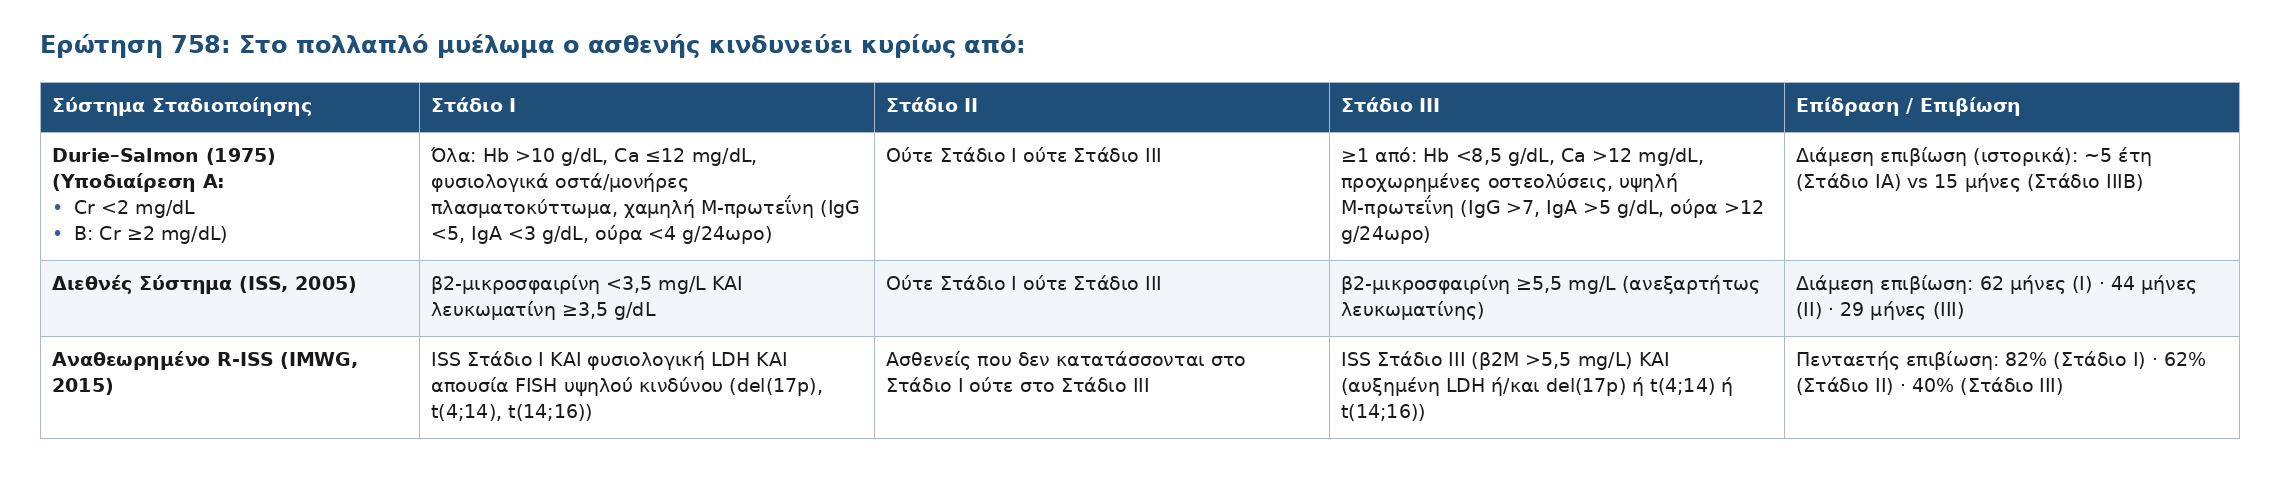 Ερώτηση 758: Στο πολλαπλό μυέλωμα ο ασθενής κινδυνεύει κυρίως από:
Σύστημα Σταδιοποίησης
Στάδιο I
Στάδιο II
Στάδιο III
Επίδραση / Επιβίωση
Durie–Salmon (1975)
(Υποδιαίρεση Α:
• Cr <2 mg/dL
• B: Cr ≥2 mg/dL)
Όλα: Hb >10 g/dL, Ca ≤12 mg/dL,
φυσιολογικά οστά/μονήρες
πλασματοκύττωμα, χαμηλή Μ-πρωτεΐνη (IgG
<5, IgA <3 g/dL, ούρα <4 g/24ωρο)
Ούτε Στάδιο I ούτε Στάδιο III
≥1 από: Hb <8,5 g/dL, Ca >12 mg/dL,
προχωρημένες οστεολύσεις, υψηλή
Μ-πρωτεΐνη (IgG >7, IgA >5 g/dL, ούρα >12
g/24ωρο)
Διάμεση επιβίωση (ιστορικά): ~5 έτη
(Στάδιο IA) vs 15 μήνες (Στάδιο IIIB)
Διεθνές Σύστημα (ISS, 2005)
β2-μικροσφαιρίνη <3,5 mg/L ΚΑΙ
λευκωματίνη ≥3,5 g/dL
Ούτε Στάδιο I ούτε Στάδιο III
β2-μικροσφαιρίνη ≥5,5 mg/L (ανεξαρτήτως
λευκωματίνης)
Διάμεση επιβίωση: 62 μήνες (I) · 44 μήνες
(II) · 29 μήνες (III)
Αναθεωρημένο R-ISS (IMWG,
2015)
ISS Στάδιο I ΚΑΙ φυσιολογική LDH ΚΑΙ
απουσία FISH υψηλού κινδύνου (del(17p),
t(4;14), t(14;16))
Ασθενείς που δεν κατατάσσονται στο
Στάδιο I ούτε στο Στάδιο III
ISS Στάδιο III (β2M >5,5 mg/L) ΚΑΙ
(αυξημένη LDH ή/και del(17p) ή t(4;14) ή
t(14;16))
Πενταετής επιβίωση: 82% (Στάδιο I) · 62%
(Στάδιο II) · 40% (Στάδιο III)